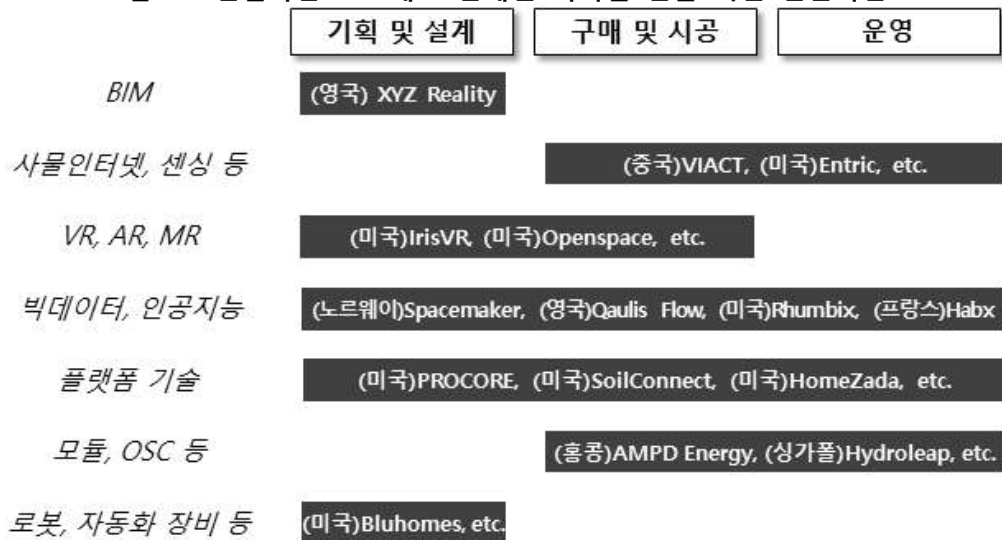 기획 및 설계 구매 및 시공 운영
BIM (영국) XYZ Reality
사물인터넷, 센싱 등 (중국)VIACT, (미국)Entric, etc.
VR, AR, MR (미국)IrisVR, (미국)Openspace, etc.
빅데이터, 인공지능 (노르웨이)Spacemaker, (영국)Qaulis Flow, (미국)Rhumbix, (프랑스)Habx
플랫폼 기술 (미국)PROCORE, (미국)SoilConnect, (미국)HomeZada, etc.
모듈, OSC 등 (홍콩)AMPD Energy, (싱가폴)Hydroleap, etc.
로봇, 자동화 장비 등 (미국)Bluhomes, etc.